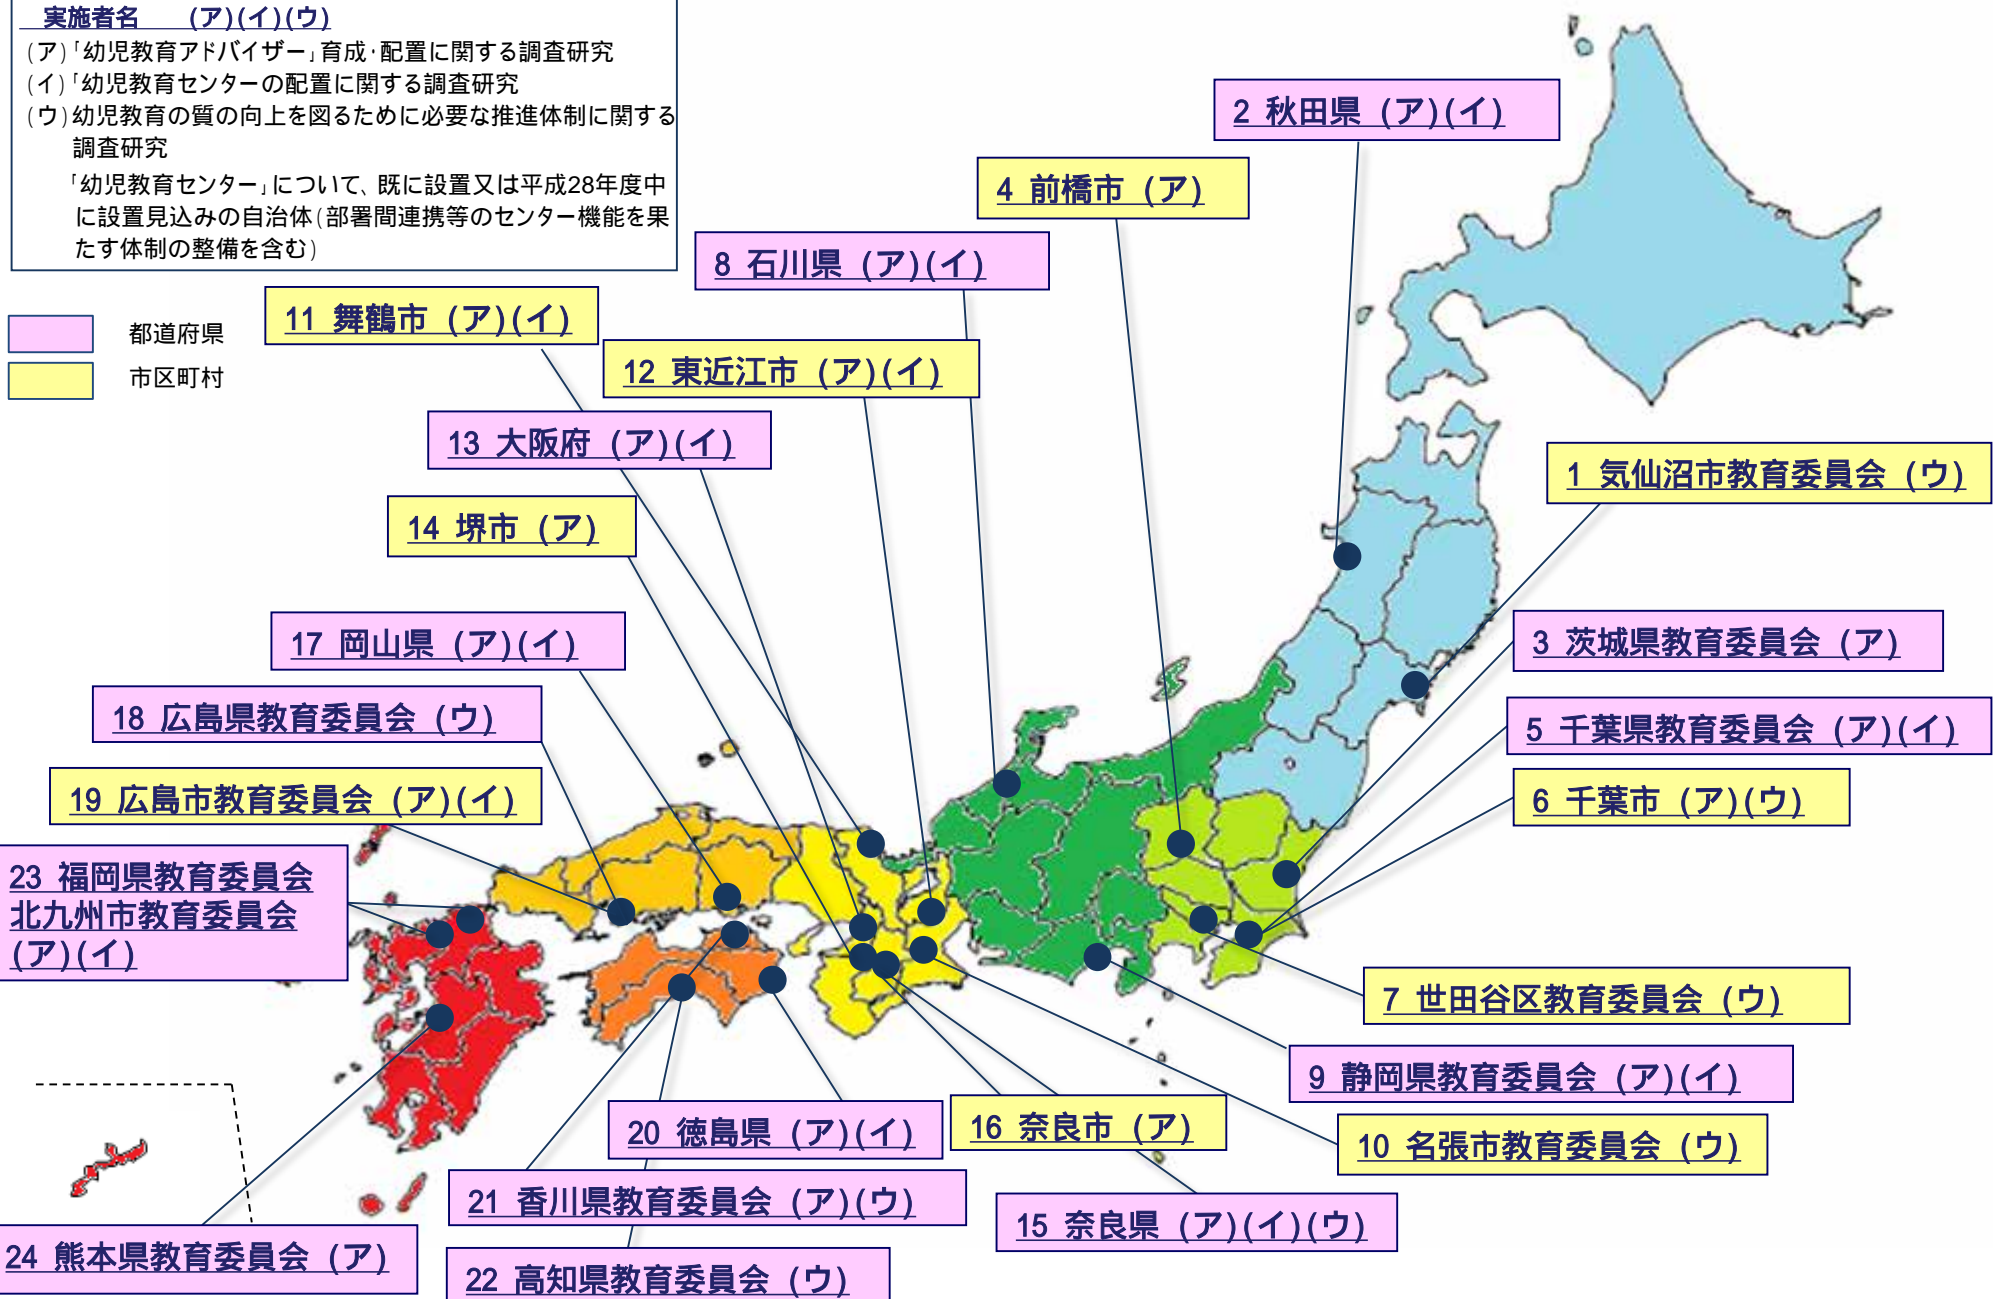 実施者名　(ア)(イ)(ウ)
(ア)「幼児教育アドバイザー」育成・配置に関する調査研究
(イ)「幼児教育センターの配置に関する調査研究
(ウ)幼児教育の質の向上を図るために必要な推進体制に関する
調査研究
「幼児教育センター」について、既に設置又は平成28年度中
に設置見込みの自治体(部署間連携等のセンター機能を果
たす体制の整備を含む)
都道府県
市区町村
2 秋田県 (ア)(イ)
4 前橋市 (ア)
8 石川県 (ア)(イ)
11 舞鶴市 (ア)(イ)
12 東近江市 (ア)(イ)
13 大阪府 (ア)(イ)
1 気仙沼市教育委員会 (ウ)
14 堺市 (ア)
17 岡山県 (ア)(イ)
3 茨城県教育委員会 (ア)
18 広島県教育委員会 (ウ)
5 千葉県教育委員会 (ア)(イ)
19 広島市教育委員会 (ア)(イ)
6 千葉市 (ア)(ウ)
23 福岡県教育委員会
北九州市教育委員会
(ア)(イ)
7 世田谷区教育委員会 (ウ)
9 静岡県教育委員会 (ア)(イ)
20 徳島県 (ア)(イ)
16 奈良市 (ア)
10 名張市教育委員会 (ウ)
21 香川県教育委員会 (ア)(ウ)
15 奈良県 (ア)(イ)(ウ)
24 熊本県教育委員会 (ア)
22 高知県教育委員会 (ウ)